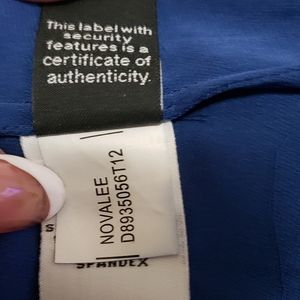 This label with
security
features is a
certificate of
authenticity.
NOVALEE
D8935056T12
S
SPANDEX